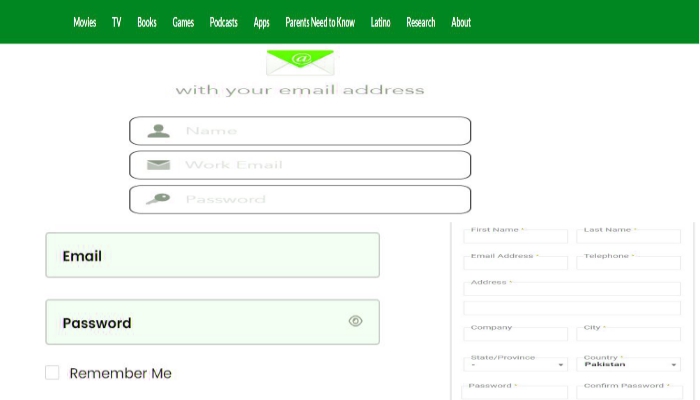 Movies TV Books Games Podcasts Apps Parents Need to Know Latino Research About
@
with your email address
Name
Work Email
Password
Email
Password
Remember Me
First Name * Last Name *
Email Address * Telephone *
Address *
Company City *
State/Province Country *
- Pakistan
Password * Confirm Password *